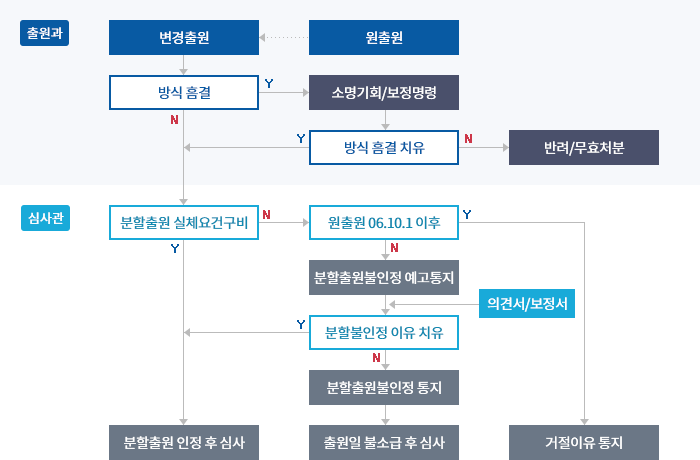 출원과
변경출원
원출원
방식 흠결
Y
소명기회/보정명령
N
Y
방식 흠결 치유
N
반려/무효처분
심사관
분할출원 실체요건구비
N
원출원 06.10.1 이후
Y
Y
N
분할출원불인정 예고통지
의견서/보정서
Y
분할불인정 이유 치유
N
분할출원불인정 통지
분할출원 인정 후 심사
출원일 불소급 후 심사
거절이유 통지